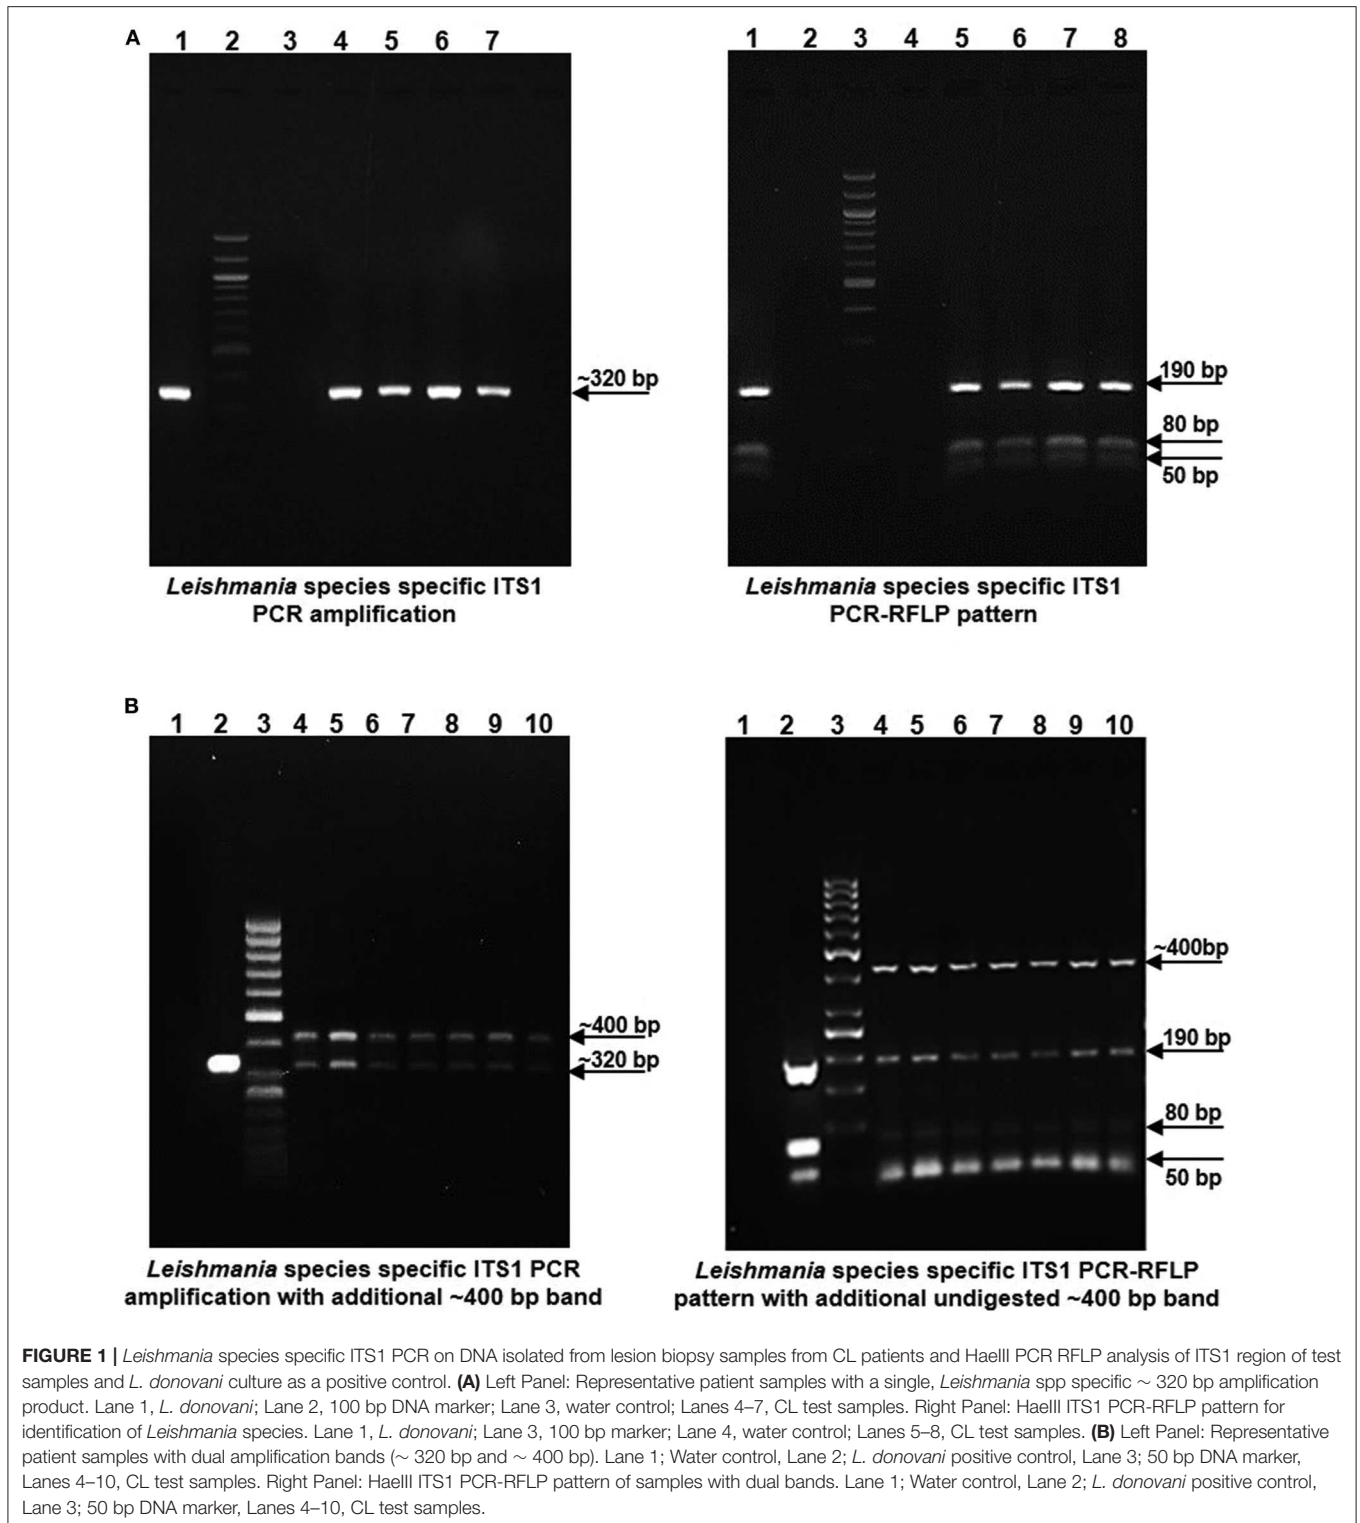 A
1 2 3 4 5 6 7
~320 bp
Leishmania species specific ITS1
PCR amplification
1 2 3 4 5 6 7 8
190 bp
80 bp
50 bp
Leishmania species specific ITS1
PCR-RFLP pattern
B
1 2 3 4 5 6 7 8 9 10
~400 bp
~320 bp
Leishmania species specific ITS1 PCR
amplification with additional ~400 bp band
1 2 3 4 5 6 7 8 9 10
~400bp
190 bp
80 bp
50 bp
Leishmania species specific ITS1 PCR-RFLP
pattern with additional undigested ~400 bp band
FIGURE 1 | Leishmania species specific ITS1 PCR on DNA isolated from lesion biopsy samples from CL patients and HaeIII PCR RFLP analysis of ITS1 region of test
samples and L. donovani culture as a positive control. (A) Left Panel: Representative patient samples with a single, Leishmania spp specific ~ 320 bp amplification
product. Lane 1, L. donovani; Lane 2, 100 bp DNA marker; Lane 3, water control; Lanes 4–7, CL test samples. Right Panel: HaeIII ITS1 PCR-RFLP pattern for
identification of Leishmania species. Lane 1, L. donovani; Lane 3, 100 bp marker; Lane 4, water control; Lanes 5–8, CL test samples. (B) Left Panel: Representative
patient samples with dual amplification bands (~ 320 bp and ~ 400 bp). Lane 1; Water control, Lane 2; L. donovani positive control, Lane 3; 50 bp DNA marker,
Lanes 4–10, CL test samples. Right Panel: HaeIII ITS1 PCR-RFLP pattern of samples with dual bands. Lane 1; Water control, Lane 2; L. donovani positive control,
Lane 3; 50 bp DNA marker, Lanes 4–10, CL test samples.